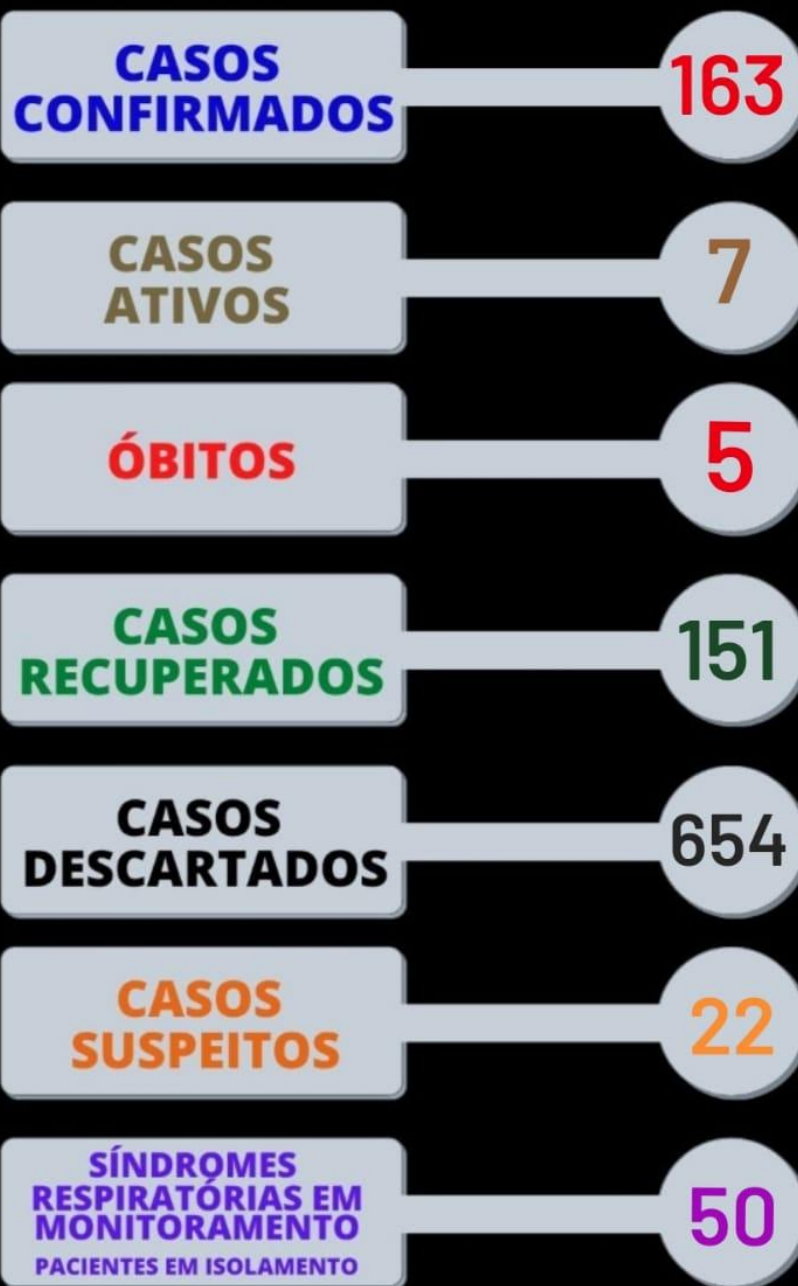 CASOS
CONFIRMADOS
163
CASOS
ATIVOS
7
ÓBITOS
5
CASOS
RECUPERADOS
151
CASOS
DESCARTADOS
654
CASOS
SUSPEITOS
22
SÍNDROMES
RESPIRATÓRIAS EM
MONITORAMENTO
PACIENTES EM ISOLAMENTO
50